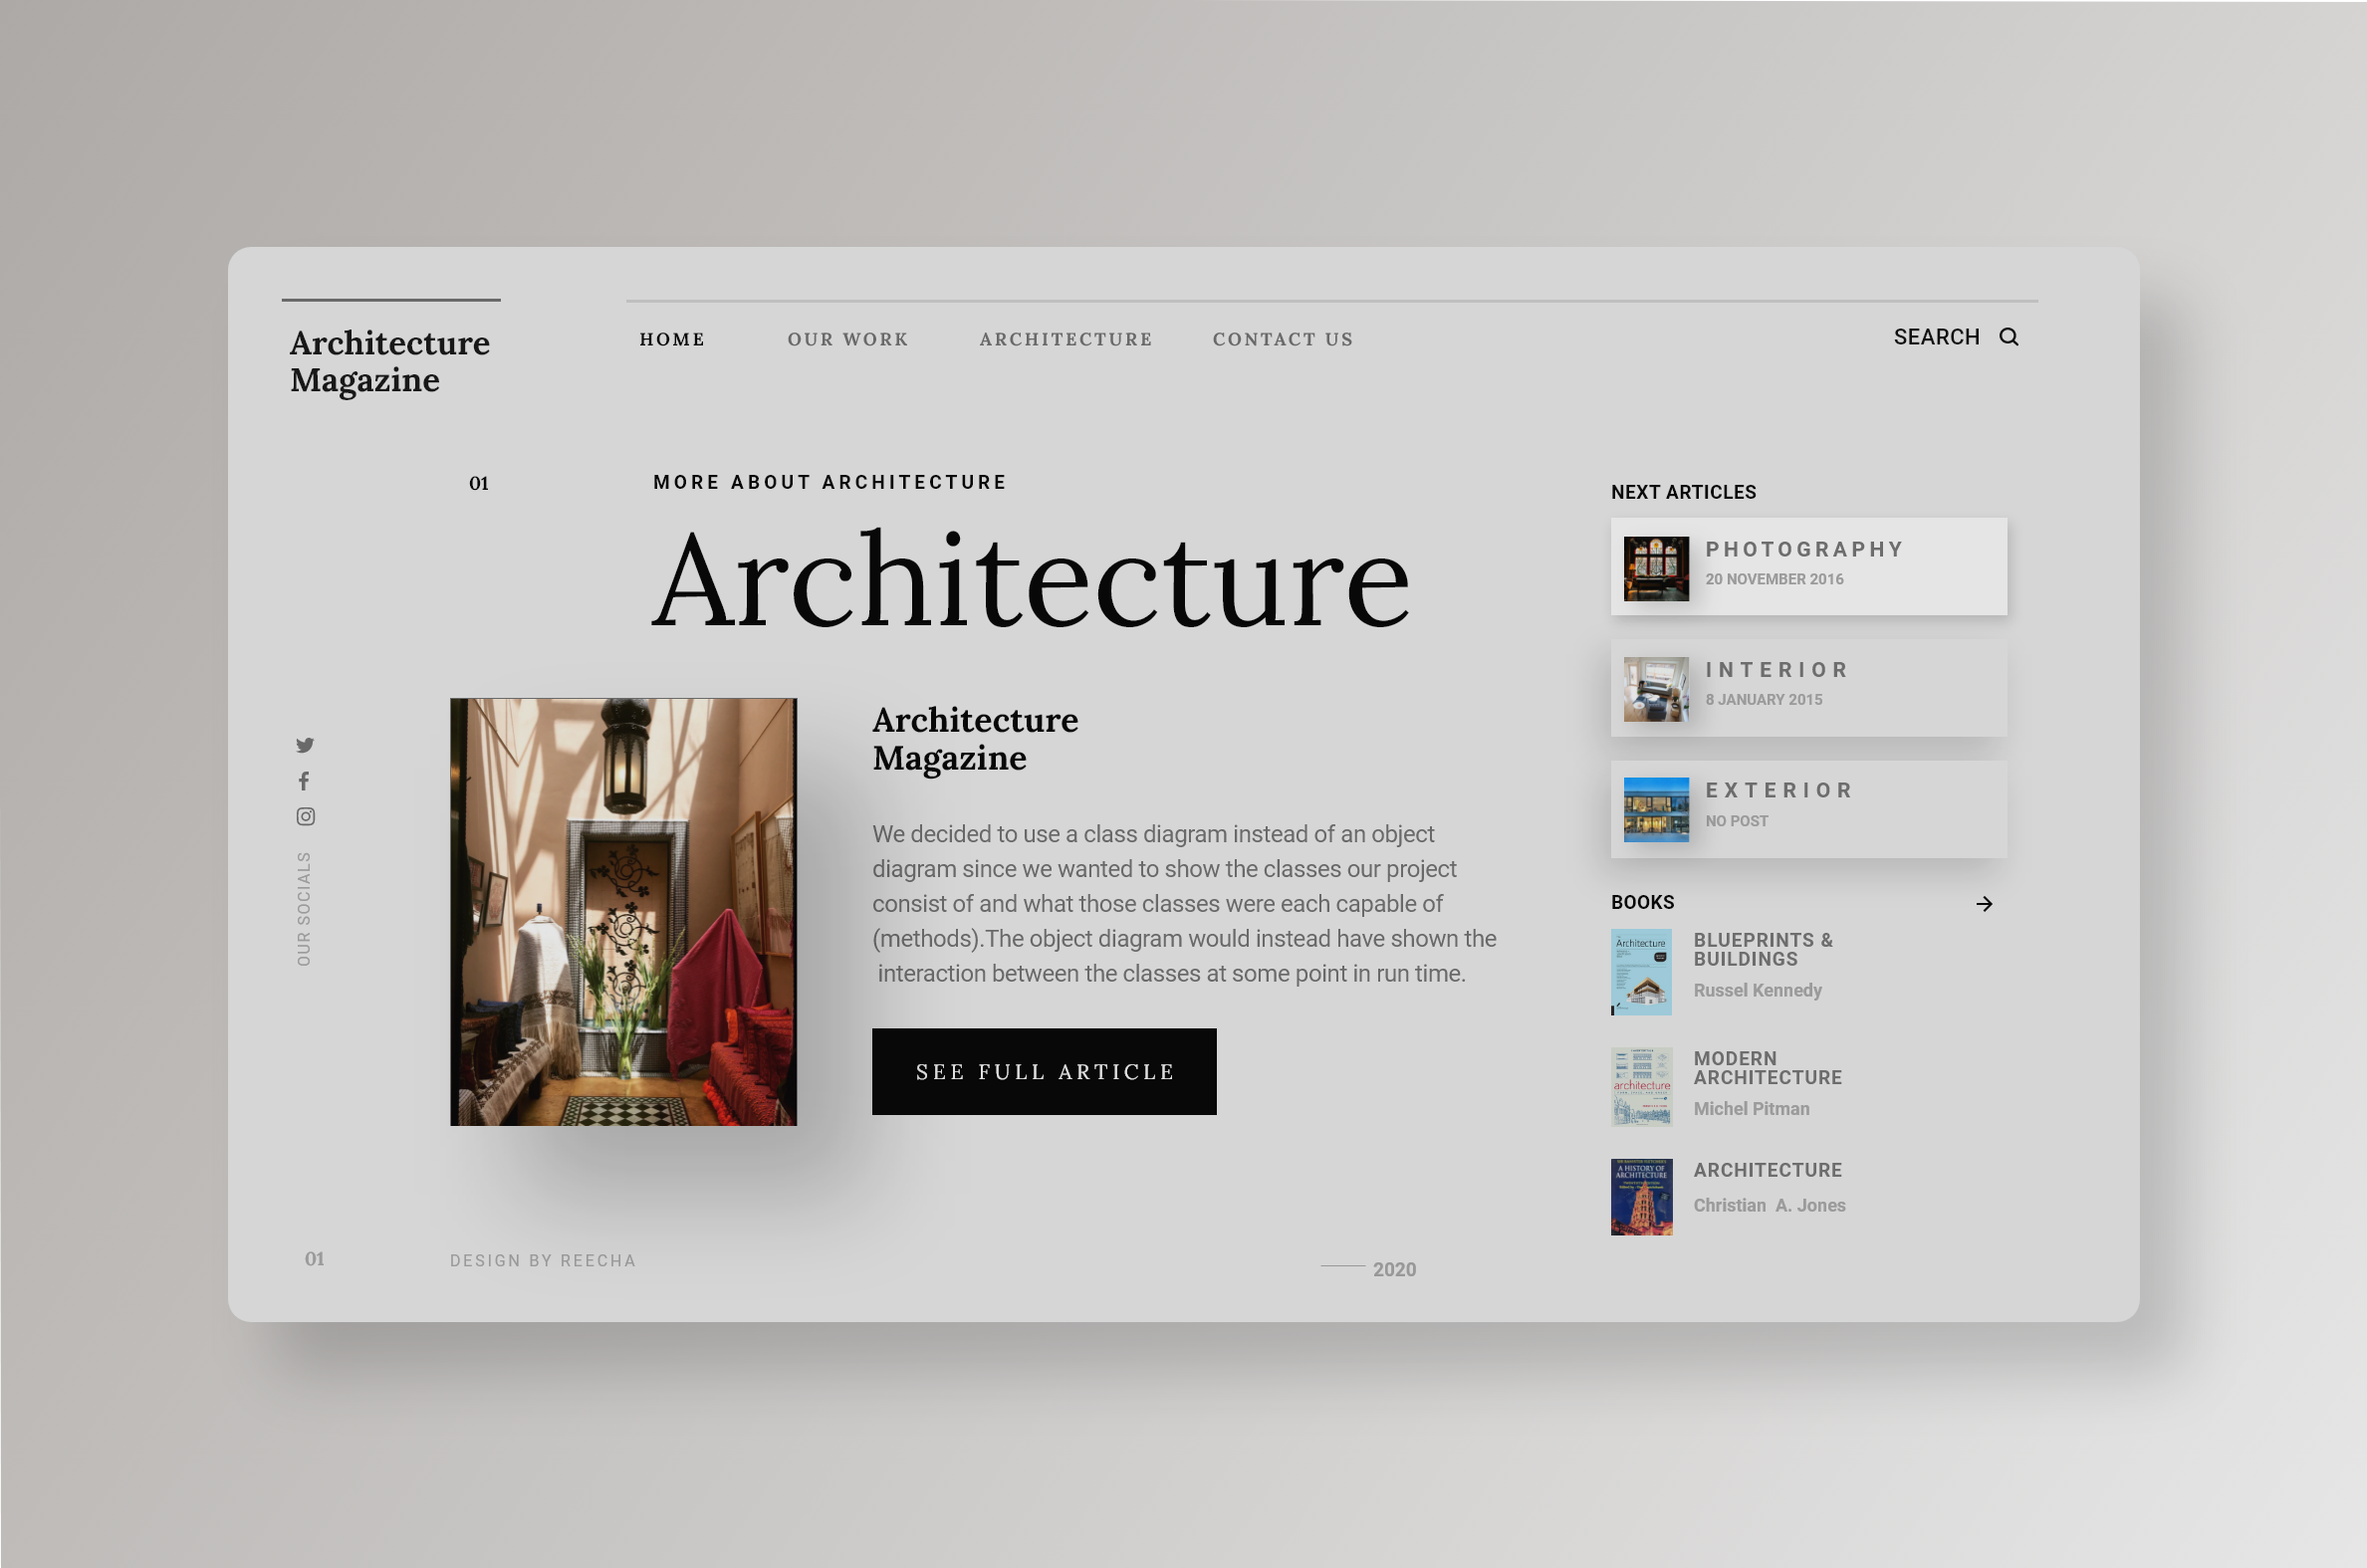 Architecture
Magazine
HOME
OUR WORK
ARCHITECTURE
CONTACT US
SEARCH
01
MORE ABOUT ARCHITECTURE
Architecture
OUR SOCIALS
Architecture
Magazine
We decided to use a class diagram instead of an object
diagram since we wanted to show the classes our project
consist of and what those classes were each capable of
(methods).The object diagram would instead have shown the
interaction between the classes at some point in run time.
SEE FULL ARTICLE
NEXT ARTICLES
PHOTOGRAPHY
20 NOVEMBER 2016
INTERIOR
8 JANUARY 2015
EXTERIOR
NO POST
BOOKS
Architecture
BLUEPRINTS &
BUILDINGS
Russel Kennedy
architecture
MODERN
ARCHITECTURE
Michel Pitman
A HISTORY OF
ARCHITECTURE
ARCHITECTURE
Christian  A. Jones
01
DESIGN BY REECHA
2020